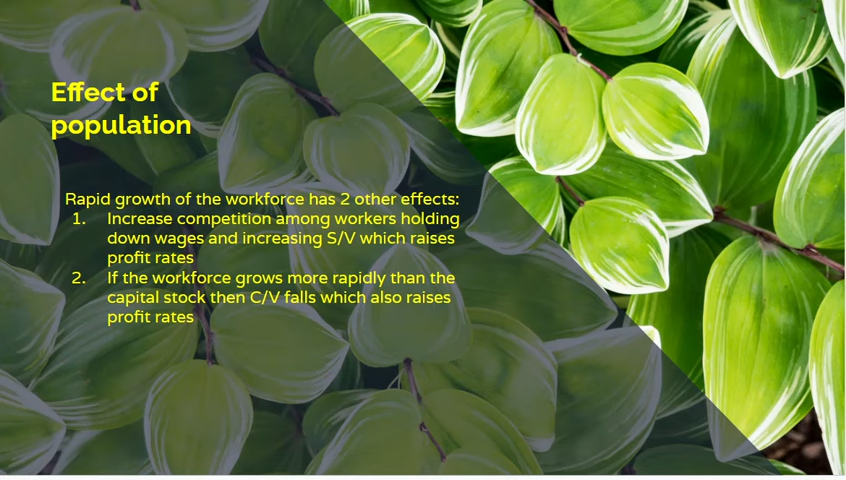 Effect of
population
Rapid growth of the workforce has 2 other effects:
1. Increase competition among workers holding
down wages and increasing S/V which raises
profit rates
2. If the workforce grows more rapidly than the
capital stock then C/V falls which also raises
profit rates